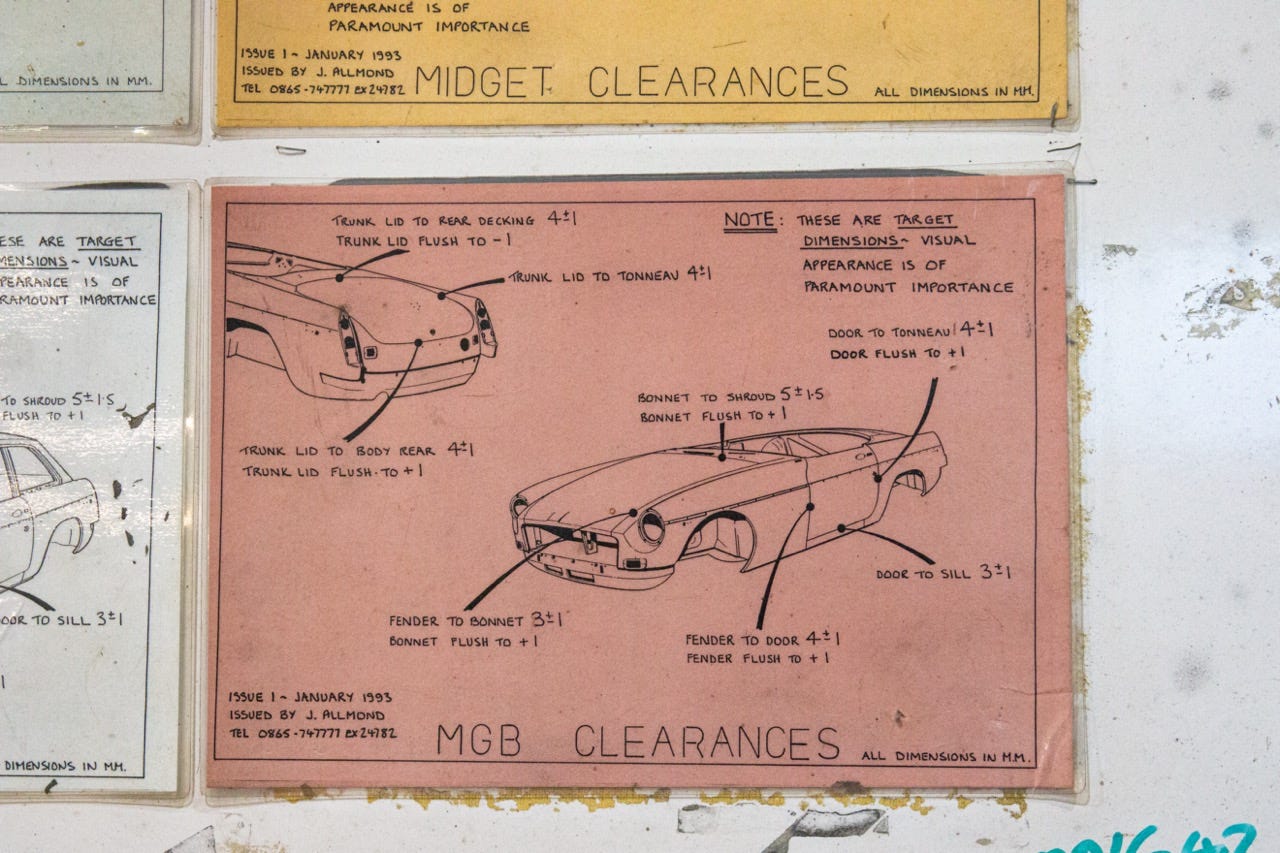 L DIMENSIONS IN MM.
APPEARANCE IS OF
PARAMOUNT IMPORTANCE
ISSUE 1 ~ JANUARY 1993
ISSUED BY J. ALLMOND
TEL 0865-747777 EX 24782
MIDGET CLEARANCES
ALL DIMENSIONS IN MM.
ESE ARE TARGET
MENSIONS ~ VISUAL
PEARANCE IS OF
RAMOUNT IMPORTANCE
TO SHROUD 5±1·5
FLUSH TO +1
OOR TO SILL 3±1
1
DIMENSIONS IN MM.
TRUNK LID TO REAR DECKING 4±1
TRUNK LID FLUSH TO -1
TRUNK LID TO TONNEAU 4±1
NOTE: THESE ARE TARGET
DIMENSIONS ~ VISUAL
APPEARANCE IS OF
PARAMOUNT IMPORTANCE
DOOR TO TONNEAU 4±1
DOOR FLUSH TO +1
BONNET TO SHROUD 5±1·5
BONNET FLUSH TO +1
TRUNK LID TO BODY REAR 4±1
TRUNK LID FLUSH TO +1
DOOR TO SILL 3±1
FENDER TO BONNET 3±1
BONNET FLUSH TO +1
FENDER TO DOOR 4±1
FENDER FLUSH TO +1
ISSUE 1 ~ JANUARY 1993
ISSUED BY J. ALLMOND
TEL 0865-747777 EX 24782
MGB CLEARANCES
ALL DIMENSIONS IN M.M.